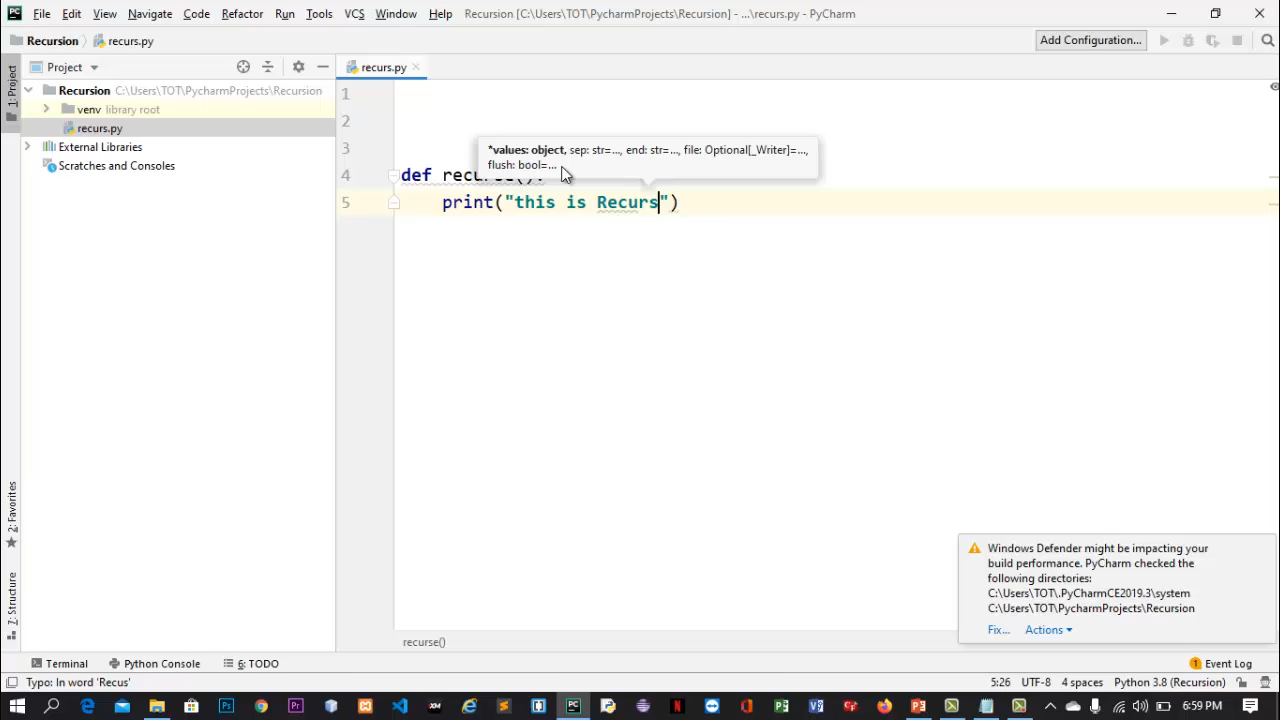 PC File Edit View Navigate Code Refactor Run Tools VCS Window Help Recursion [C:\Users\TOT\PycharmProjects\Recursion] - ...\recurs.py - PyCharm
Recursion recurs.py Add Configuration...
1: Project
Project
recurs.py
Recursion C:\Users\TOT\PycharmProjects\Recursion
venv library root
recurs.py
External Libraries
Scratches and Consoles
1
2
3
*values: object, sep: str=..., end: str=..., file: Optional[_Writer]=...,
flush: bool=...
4 def recurse():
5 print("this is Recurs")
2: Favorites
7: Structure
Windows Defender might be impacting your
build performance. PyCharm checked the
following directories:
C:\Users\TOT\.PyCharmCE2019.3\system
C:\Users\TOT\PycharmProjects\Recursion
Fix... Actions
recurse()
Terminal Python Console 6: TODO 1 Event Log
Typo: In word 'Recus' 5:26 UTF-8 4 spaces Python 3.8 (Recursion)
6:59 PM